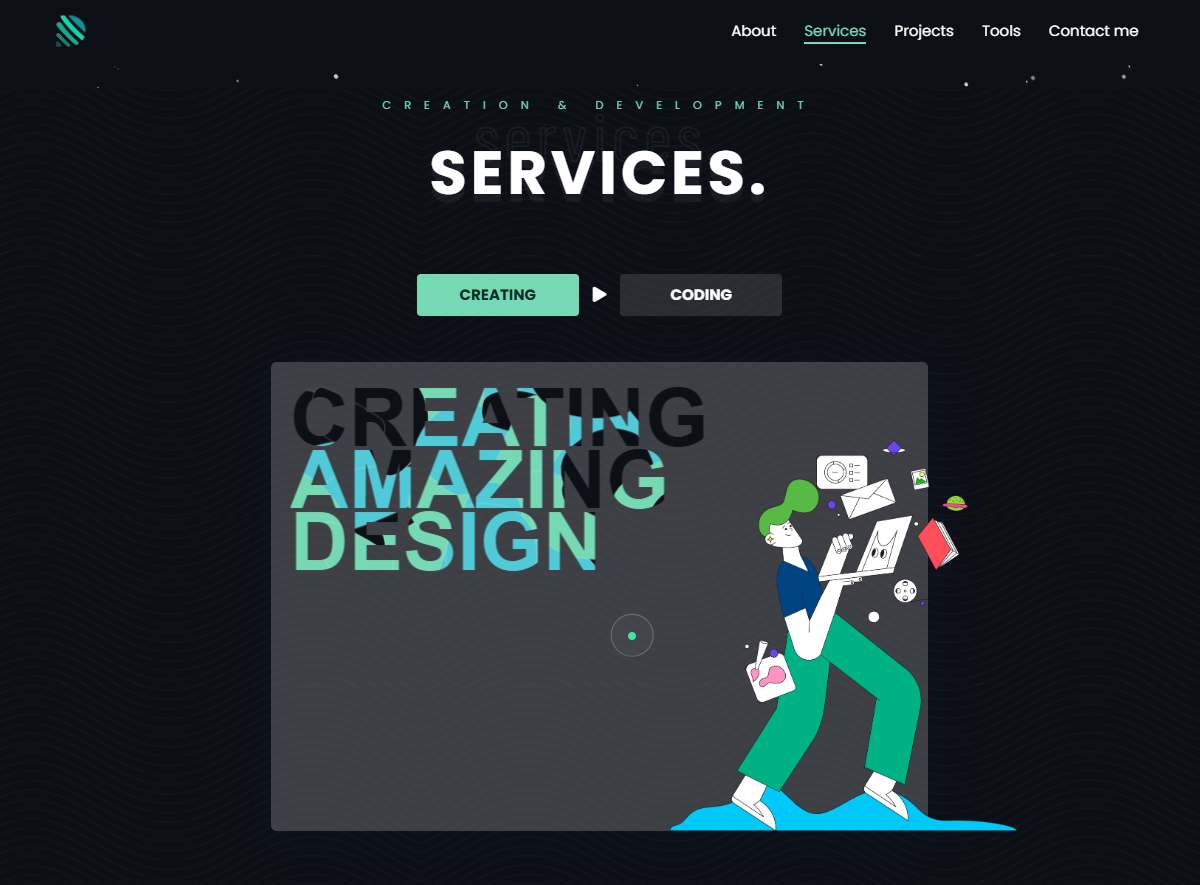 About Services Projects Tools Contact me
CREATION & DEVELOPMENT
services
SERVICES.
CREATING CODING
CREATING
AMAZING
DESIGN